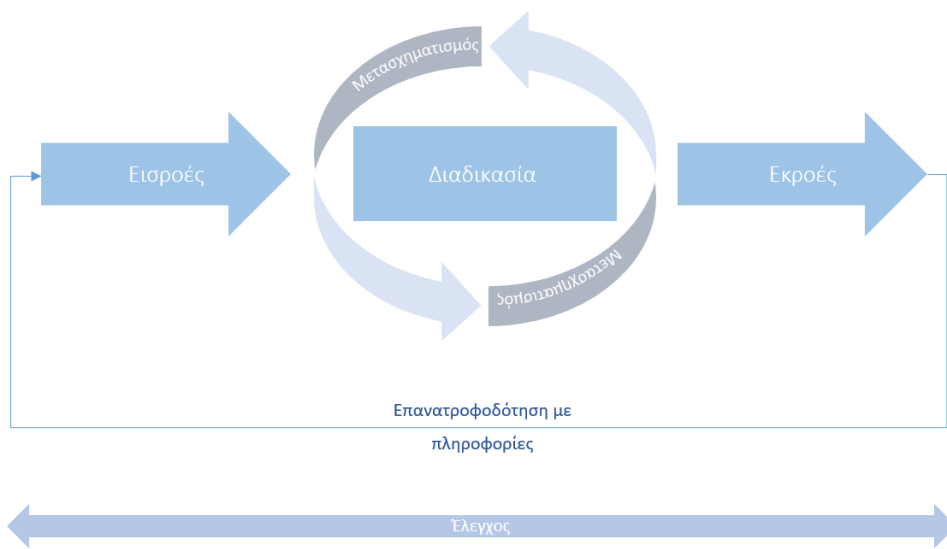 Μετασχηματισμός
Εισροές
Διαδικασία
Εκροές
Μετασχηματισμός
Επανατροφοδότηση με
πληροφορίες
Έλεγχος